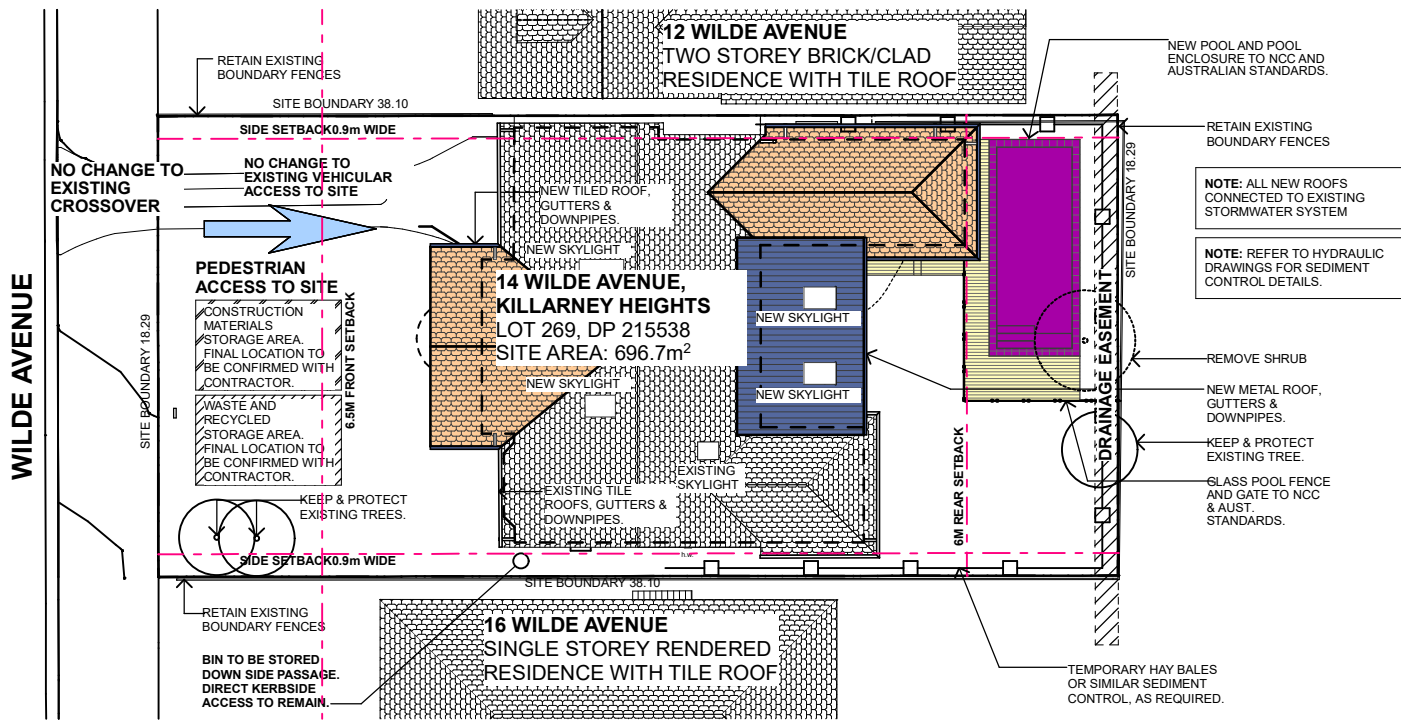 12 WILDE AVENUE
TWO STOREY BRICK/CLAD
RESIDENCE WITH TILE ROOF
NEW POOL AND POOL
ENCLOSURE TO NCC AND
AUSTRALIAN STANDARDS.
RETAIN EXISTING
BOUNDARY FENCES
SITE BOUNDARY 38.10
SIDE SETBACK0.9m WIDE
RETAIN EXISTING
BOUNDARY FENCES
NO CHANGE TO
EXISTING
CROSSOVER
NO CHANGE TO
EXISTING VEHICULAR
ACCESS TO SITE
NEW TILED ROOF,
GUTTERS &
DOWNPIPES.
NEW SKYLIGHT
SITE BOUNDARY 18.29
NOTE: ALL NEW ROOFS
CONNECTED TO EXISTING
STORMWATER SYSTEM
NOTE: REFER TO HYDRAULIC
DRAWINGS FOR SEDIMENT
CONTROL DETAILS.
PEDESTRIAN
ACCESS TO SITE
14 WILDE AVENUE,
KILLARNEY HEIGHTS
LOT 269, DP 215538
SITE AREA: 696.7m²
WILDE AVENUE
SITE BOUNDARY 18.29
CONSTRUCTION
MATERIALS
STORAGE AREA.
FINAL LOCATION TO
BE CONFIRMED WITH
CONTRACTOR.
6.5M FRONT SETBACK
NEW SKYLIGHT
NEW SKYLIGHT
NEW SKYLIGHT
DRAINAGE EASEMENT
REMOVE SHRUB
NEW METAL ROOF,
GUTTERS &
DOWNPIPES.
WASTE AND
RECYCLED
STORAGE AREA.
FINAL LOCATION TO
BE CONFIRMED WITH
CONTRACTOR.
KEEP & PROTECT
EXISTING TREE.
EXISTING
SKYLIGHT
6M REAR SETBACK
GLASS POOL FENCE
AND GATE TO NCC
& AUST.
STANDARDS.
KEEP & PROTECT
EXISTING TREES.
EXISTING TILE
ROOFS, GUTTERS &
DOWNPIPES.
h.w.
SIDE SETBACK0.9m WIDE
SITE BOUNDARY 38.10
RETAIN EXISTING
BOUNDARY FENCES
16 WILDE AVENUE
SINGLE STOREY RENDERED
RESIDENCE WITH TILE ROOF
BIN TO BE STORED
DOWN SIDE PASSAGE.
DIRECT KERBSIDE
ACCESS TO REMAIN.
TEMPORARY HAY BALES
OR SIMILAR SEDIMENT
CONTROL, AS REQUIRED.